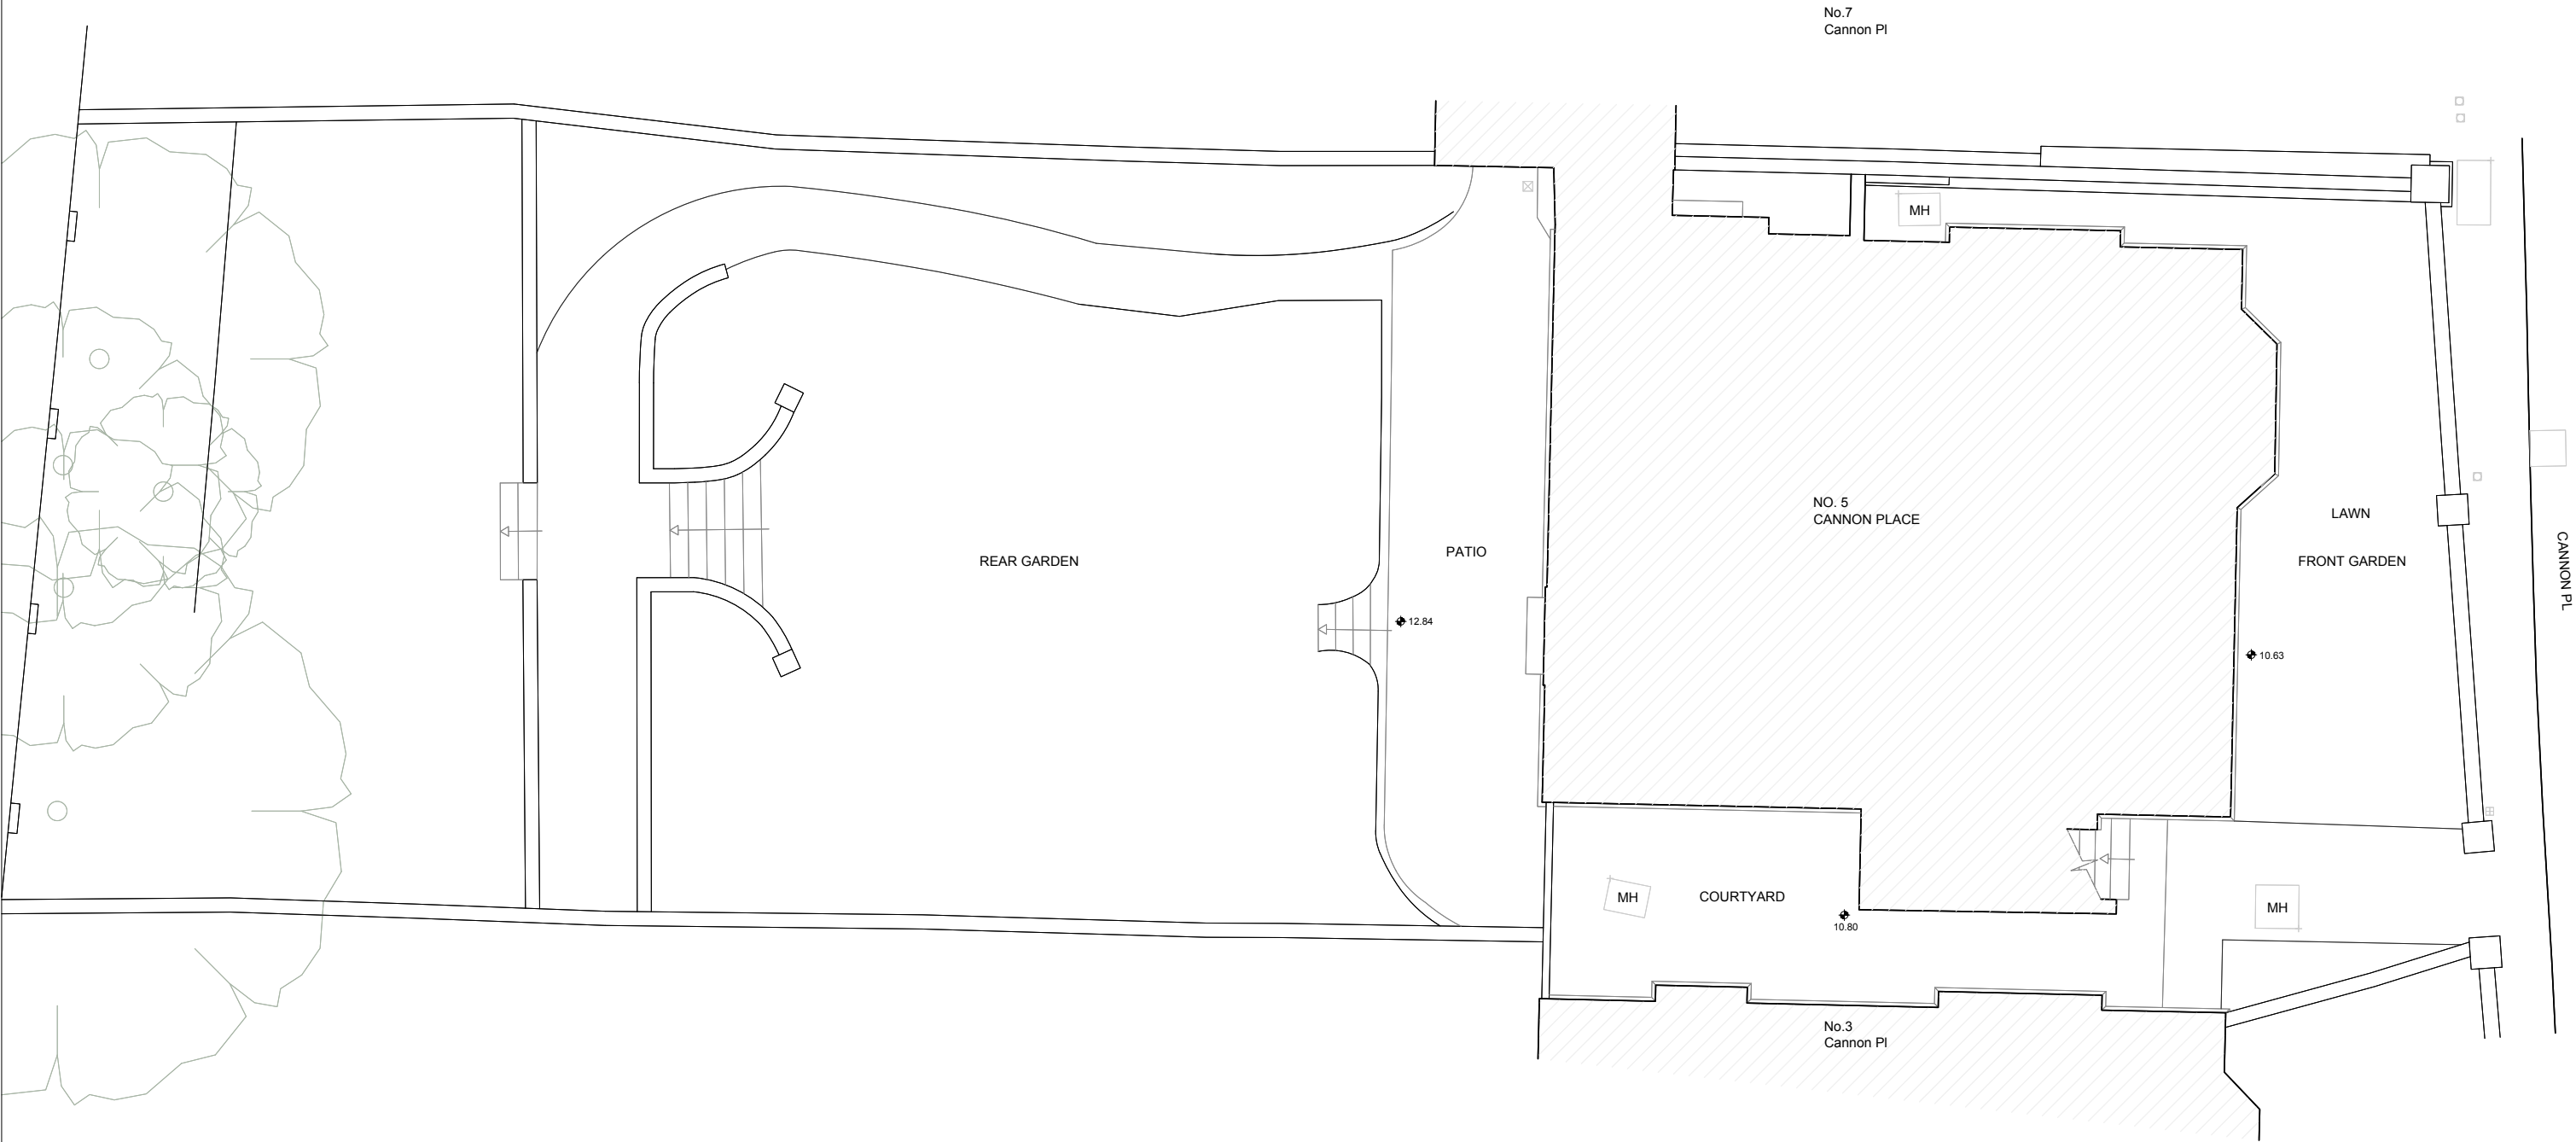 No.7
Cannon Pl
MH
NO. 5
CANNON PLACE
LAWN
CANNON PL
REAR GARDEN
PATIO
FRONT GARDEN
12.84
10.63
MH
COURTYARD
MH
10.80
No.3
Cannon Pl